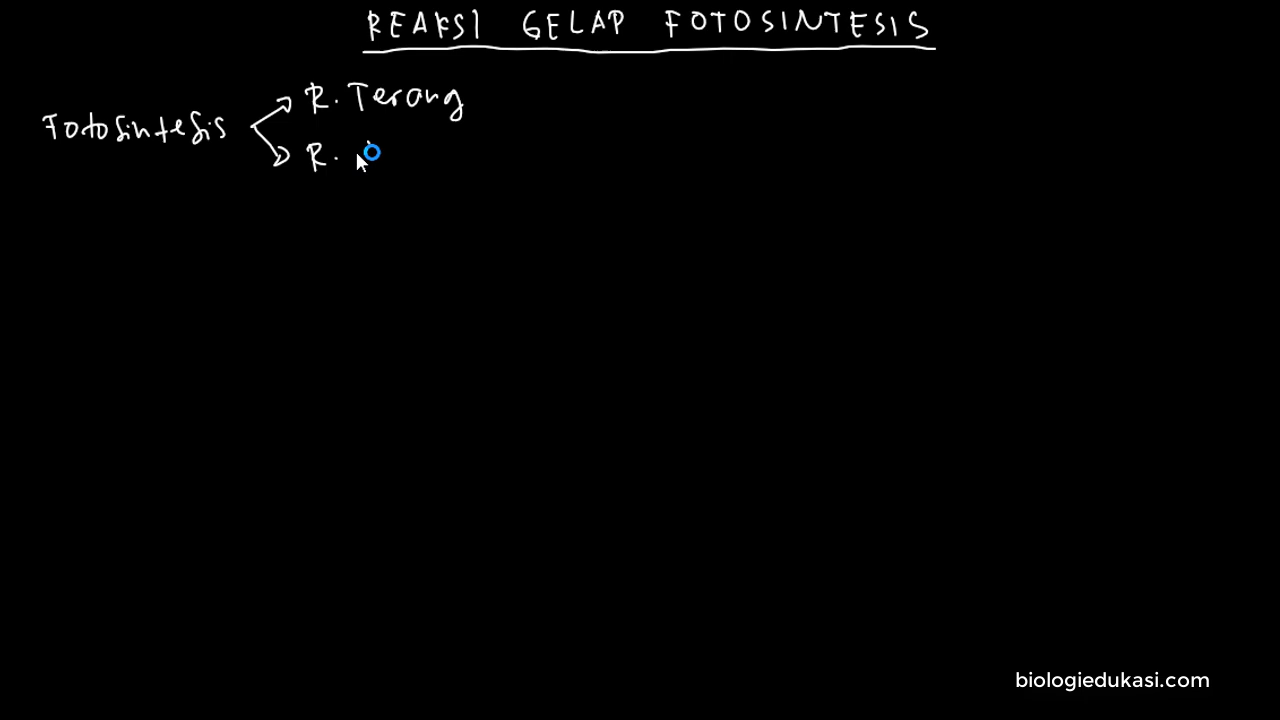 REAKSI GELAP FOTOSINTESIS
Fotosintesis
R. Terang
R.
biologiedukasi.com